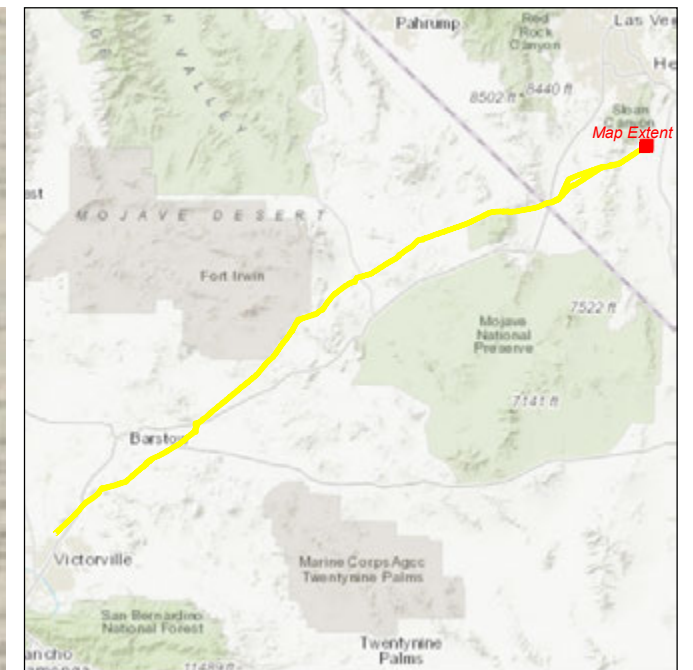 Pahrump
Red
Rock
Canyon
Las Ve
He
VALLEY
8502 ft
8440 ft
Sloan
Canyon
Map Extent
MOJAVE DESERT
Fort Irwin
7522 ft
Mojave
National
Preserve
7141 ft
Barstow
Victorville
Marine Corps Agcc
Twentynine Palms
San Bernardino
National Forest
Twentynine
Palms
11489 ft